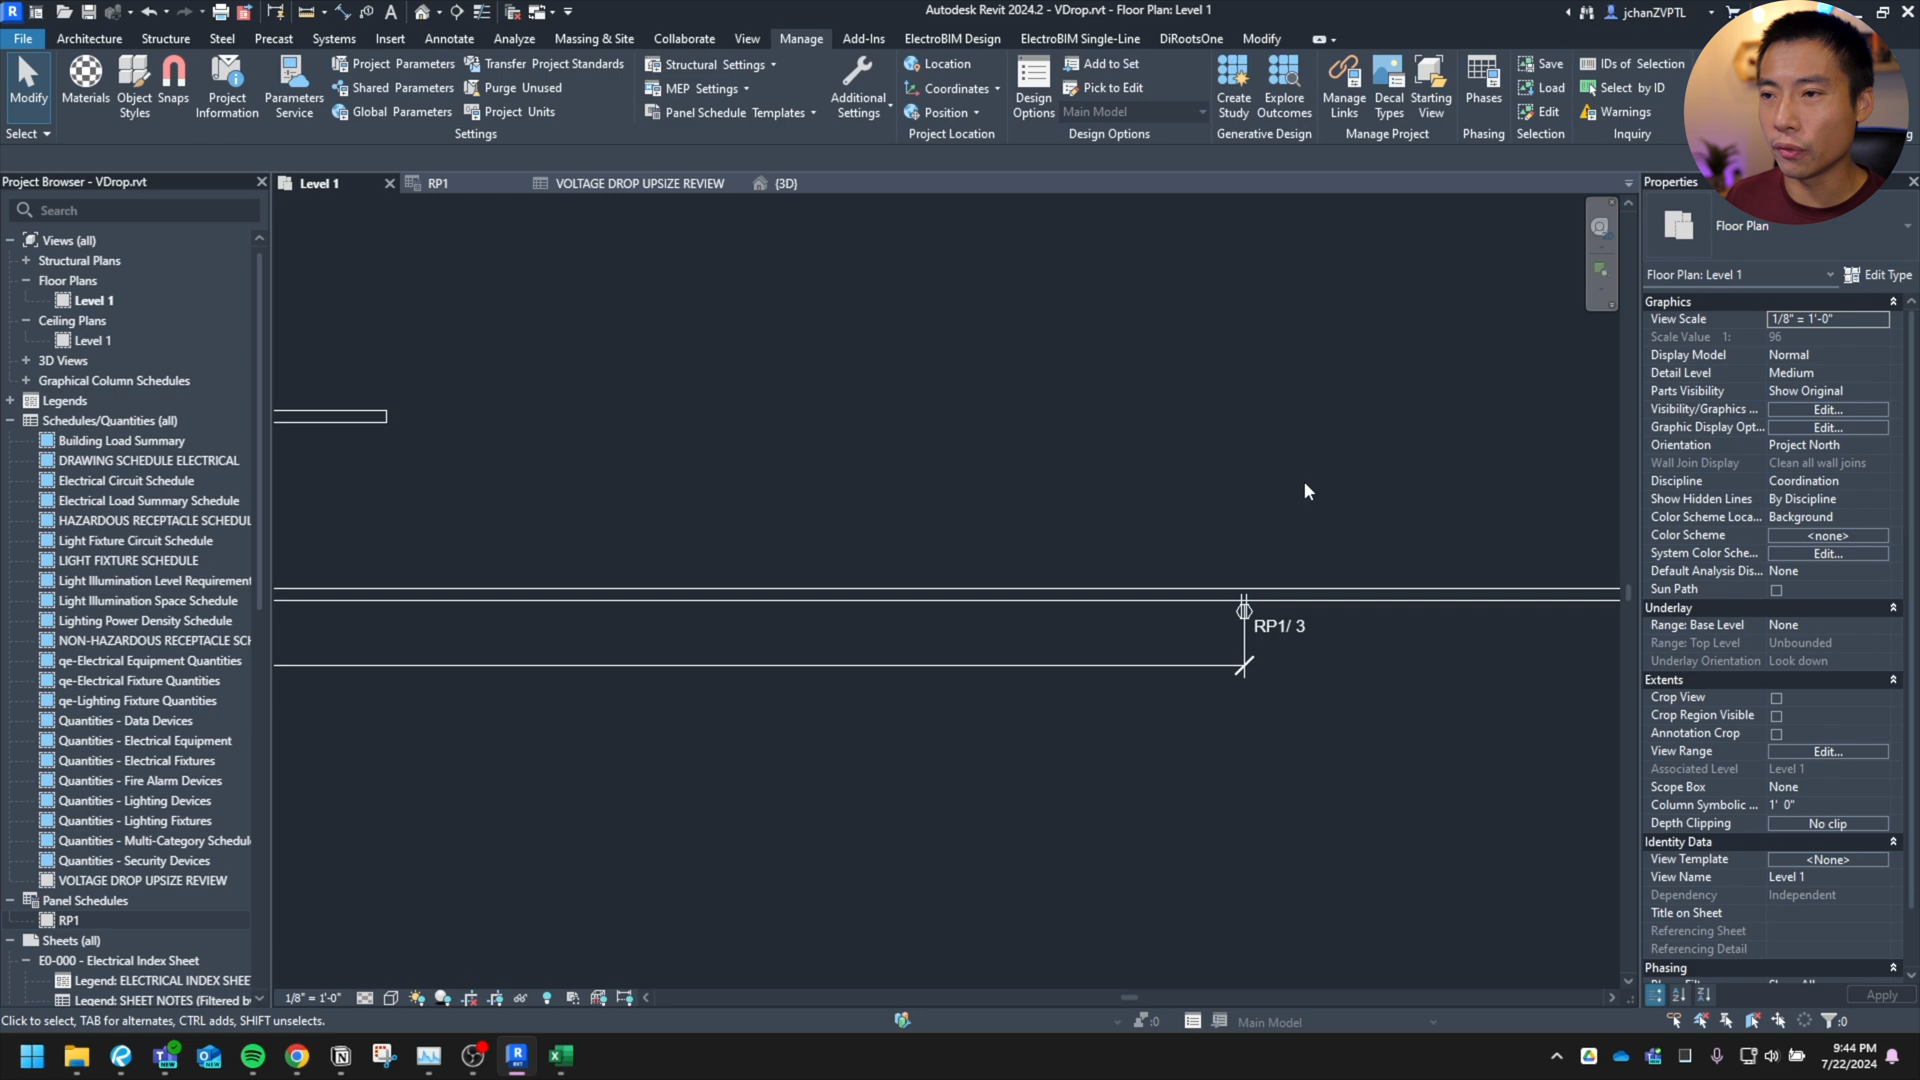 Autodesk Revit 2024.2 - VDrop.rvt - Floor Plan: Level 1
jchanZVPTL
File
Architecture
Structure
Steel
Precast
Systems
Insert
Annotate
Analyze
Massing & Site
Collaborate
View
Manage
Add-Ins
ElectroBIM Design
ElectroBIM Single-Line
DiRootsOne
Modify
Modify
Materials
Object Styles
Snaps
Project Information
Parameters Service
Project Parameters
Shared Parameters
Global Parameters
Transfer Project Standards
Purge Unused
Project Units
Structural Settings
MEP Settings
Panel Schedule Templates
Additional Settings
Location
Coordinates
Position
Design Options
Add to Set
Pick to Edit
Main Model
Create Study
Explore Outcomes
Manage Links
Decal Types
Starting View
Phases
Save
Load
Edit
IDs of Selection
Select by ID
Warnings
Select
Settings
Project Location
Design Options
Generative Design
Manage Project
Phasing
Selection
Inquiry
Project Browser - VDrop.rvt
Level 1
RP1
VOLTAGE DROP UPSIZE REVIEW
{3D}
Properties
Search
Views (all)
Structural Plans
Floor Plans
Level 1
Ceiling Plans
Level 1
3D Views
Graphical Column Schedules
Legends
Schedules/Quantities (all)
Building Load Summary
DRAWING SCHEDULE ELECTRICAL
Electrical Circuit Schedule
Electrical Load Summary Schedule
HAZARDOUS RECEPTACLE SCHEDUL
Light Fixture Circuit Schedule
LIGHT FIXTURE SCHEDULE
Light Illumination Level Requirement
Light Illumination Space Schedule
Lighting Power Density Schedule
NON-HAZARDOUS RECEPTACLE SCH
qe-Electrical Equipment Quantities
qe-Electrical Fixture Quantities
qe-Lighting Fixture Quantities
Quantities - Data Devices
Quantities - Electrical Equipment
Quantities - Electrical Fixtures
Quantities - Fire Alarm Devices
Quantities - Lighting Devices
Quantities - Lighting Fixtures
Quantities - Multi-Category Schedul
Quantities - Security Devices
VOLTAGE DROP UPSIZE REVIEW
Panel Schedules
RP1
Sheets (all)
E0-000 - Electrical Index Sheet
Legend: ELECTRICAL INDEX SHEE
Legend: SHEET NOTES (Filtered b
RP1/ 3
Floor Plan
Floor Plan: Level 1
Edit Type
Graphics
View Scale 1/8" = 1'-0"
Scale Value 1: 96
Display Model Normal
Detail Level Medium
Parts Visibility Show Original
Visibility/Graphics ... Edit...
Graphic Display Opt... Edit...
Orientation Project North
Wall Join Display Clean all wall joins
Discipline Coordination
Show Hidden Lines By Discipline
Color Scheme Loca... Background
Color Scheme <none>
System Color Sche... Edit...
Default Analysis Dis... None
Sun Path
Underlay
Range: Base Level None
Range: Top Level Unbounded
Underlay Orientation Look down
Extents
Crop View
Crop Region Visible
Annotation Crop
View Range Edit...
Associated Level Level 1
Scope Box None
Column Symbolic ... 1' 0"
Depth Clipping No clip
Identity Data
View Template <None>
View Name Level 1
Dependency Independent
Title on Sheet
Referencing Sheet
Referencing Detail
Phasing
Apply
1/8" = 1'-0"
Click to select, TAB for alternates, CTRL adds, SHIFT unselects.
:0
Main Model
:0
9:44 PM
7/22/2024